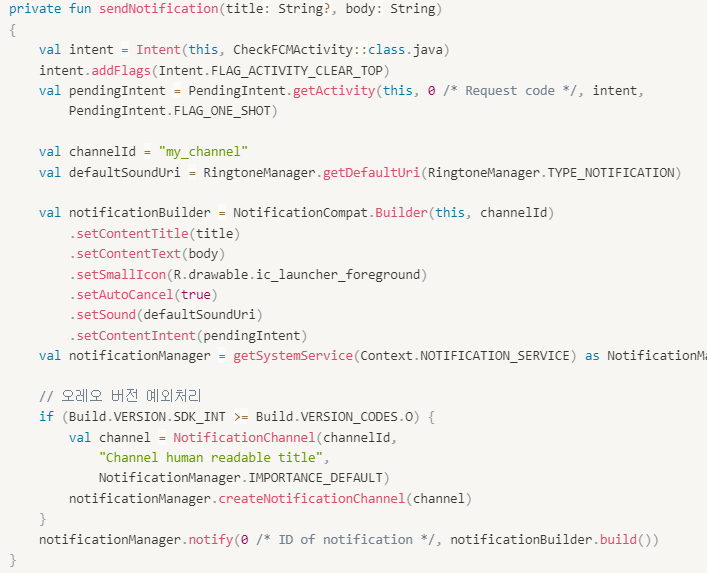 private fun sendNotification(title: String?, body: String)
{
    val intent = Intent(this, CheckFCMActivity::class.java)
    intent.addFlags(Intent.FLAG_ACTIVITY_CLEAR_TOP)
    val pendingIntent = PendingIntent.getActivity(this, 0 /* Request code */, intent,
        PendingIntent.FLAG_ONE_SHOT)

    val channelId = "my_channel"
    val defaultSoundUri = RingtoneManager.getDefaultUri(RingtoneManager.TYPE_NOTIFICATION)

    val notificationBuilder = NotificationCompat.Builder(this, channelId)
        .setContentTitle(title)
        .setContentText(body)
        .setSmallIcon(R.drawable.ic_launcher_foreground)
        .setAutoCancel(true)
        .setSound(defaultSoundUri)
        .setContentIntent(pendingIntent)
    val notificationManager = getSystemService(Context.NOTIFICATION_SERVICE) as

    // 오레오 버전 예외처리
    if (Build.VERSION.SDK_INT >= Build.VERSION_CODES.O) {
        val channel = NotificationChannel(channelId,
            "Channel human readable title",
            NotificationManager.IMPORTANCE_DEFAULT)
        notificationManager.createNotificationChannel(channel)
    }
    notificationManager.notify(0 /* ID of notification */, notificationBuilder.build())
}